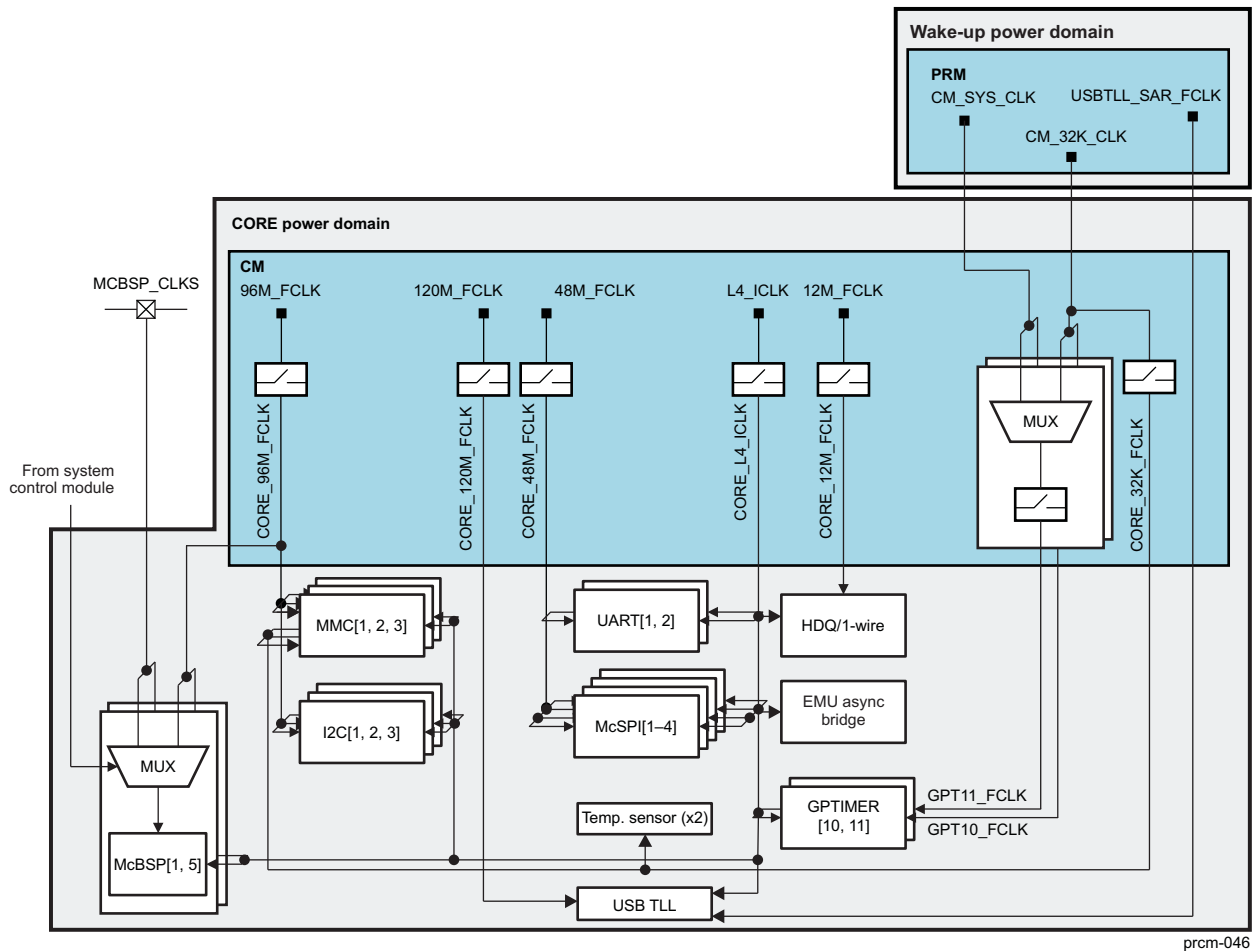 Wake-up power domain
PRM
CM_SYS_CLK
USBTLL_SAR_FCLK
CM_32K_CLK
CORE power domain
CM
MCBSP_CLKS
96M_FCLK
120M_FCLK
48M_FCLK
L4_ICLK
12M_FCLK
MUX
CORE_96M_FCLK
CORE_120M_FCLK
CORE_48M_FCLK
CORE_L4_ICLK
CORE_12M_FCLK
CORE_32K_FCLK
From system
control module
MMC[1, 2, 3]
UART[1, 2]
HDQ/1-wire
I2C[1, 2, 3]
McSPI[1–4]
EMU async
bridge
MUX
GPTIMER
[10, 11]
GPT11_FCLK
GPT10_FCLK
Temp. sensor (x2)
McBSP[1, 5]
USB TLL
prcm-046